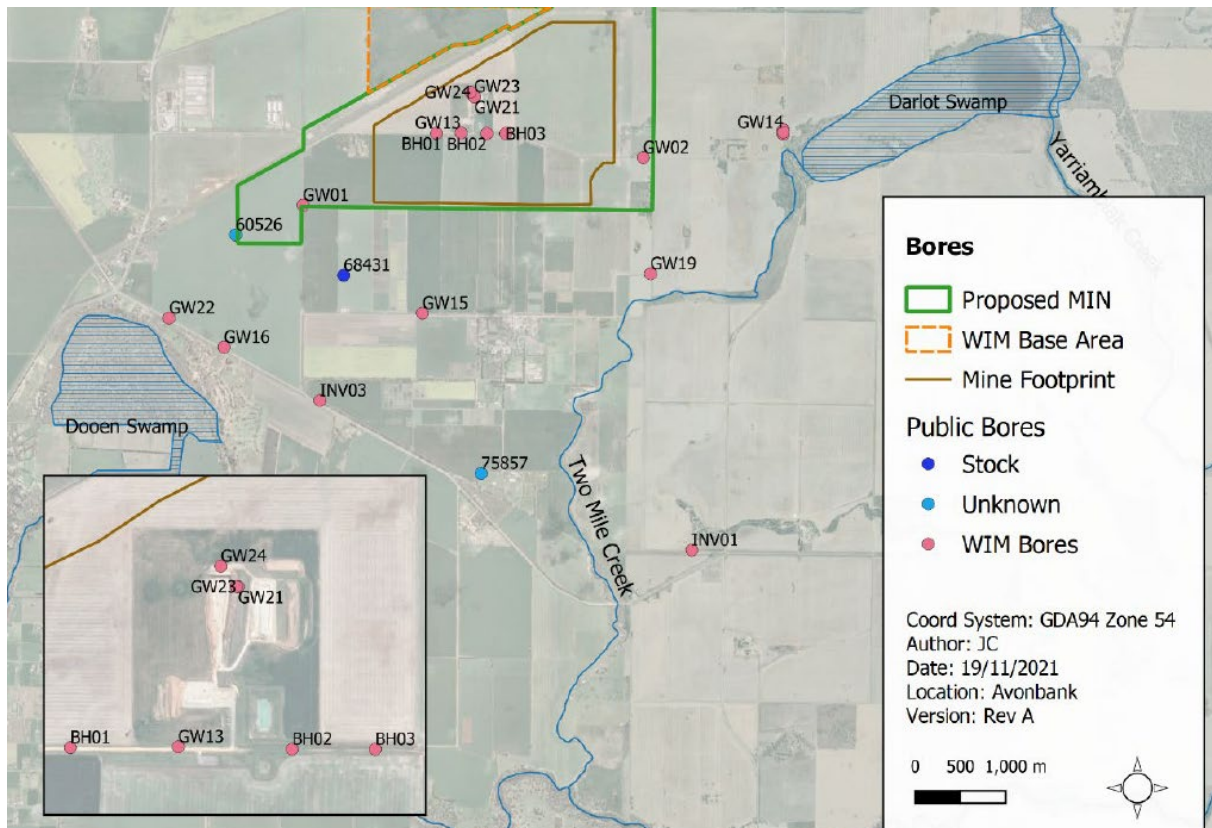 GW24
GW23
GW21
GW13
BH01
BH02
BH03
GW02
GW14
Darlot Swamp
GW01
60526
68431
GW19
GW22
GW15
GW16
INV03
Dooen Swamp
75857
Two Mile Creek
INV01
GW24
GW23
GW21
BH01
GW13
BH02
BH03
Bores
Proposed MIN
WIM Base Area
Mine Footprint
Public Bores
Stock
Unknown
WIM Bores
Coord System: GDA94 Zone 54
Author: JC
Date: 19/11/2021
Location: Avonbank
Version: Rev A
0 500 1,000 m